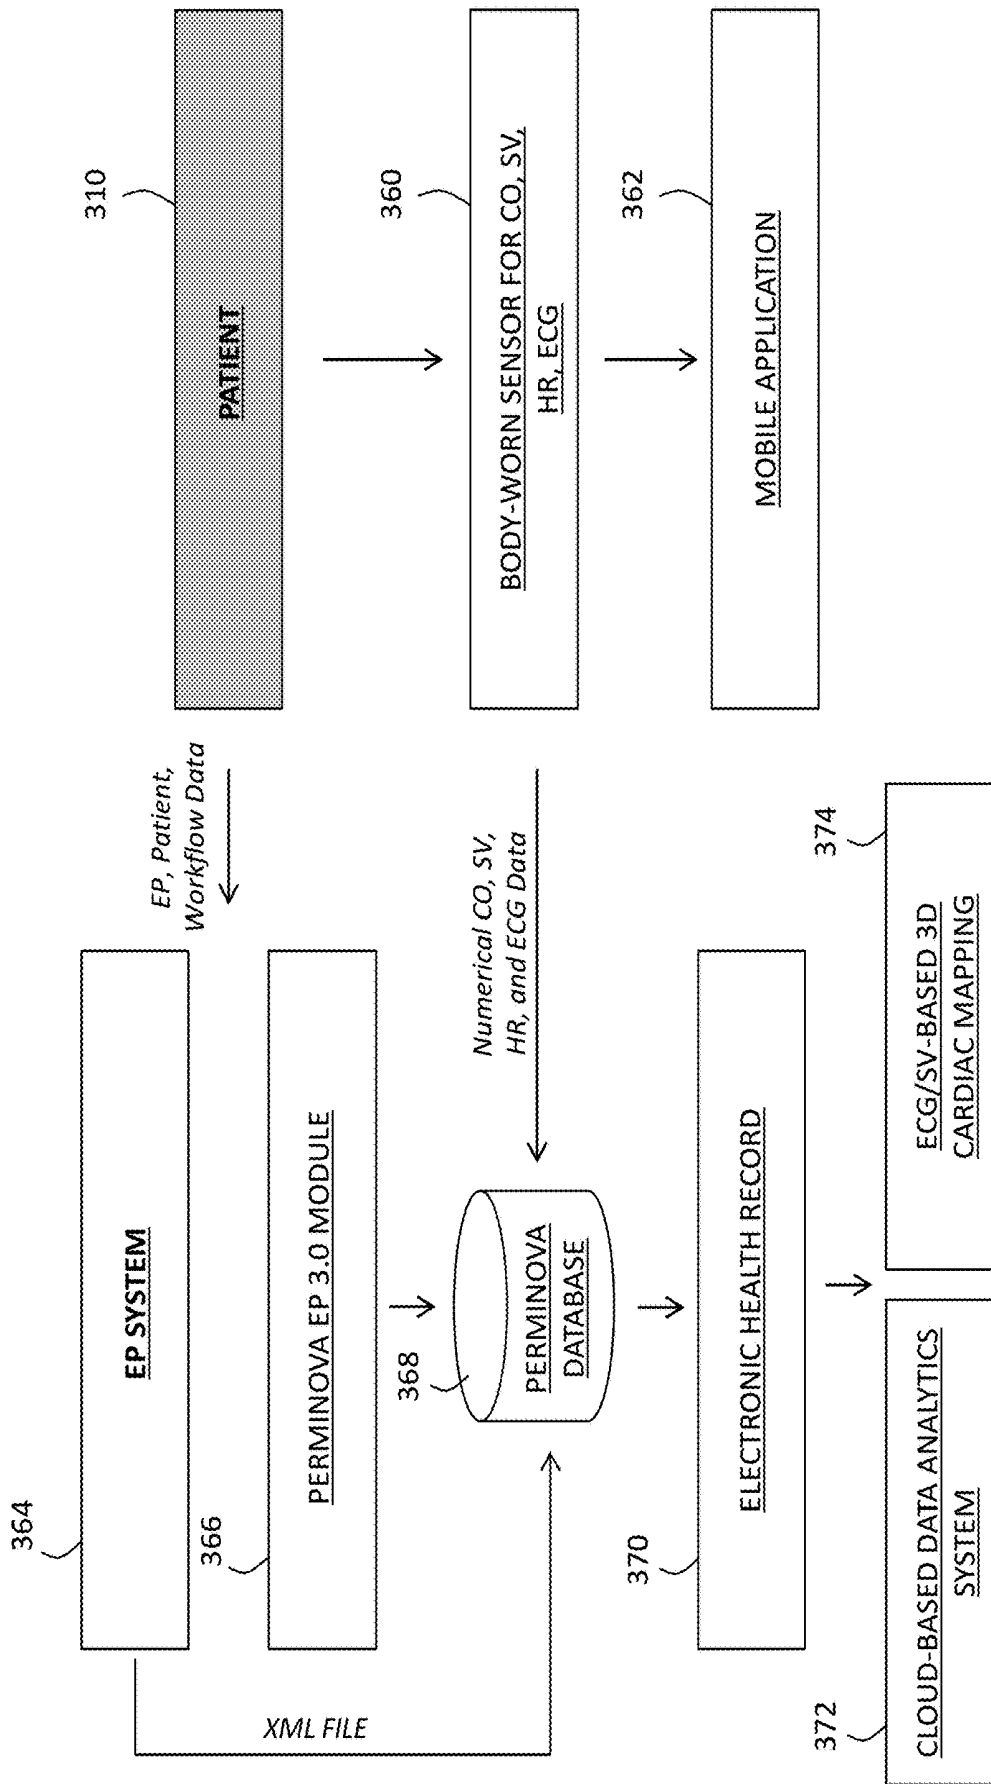 364
EP SYSTEM
366
PERMINOVA EP 3.0 MODULE
XML FILE
368
PERMINOVA
DATABASE
370
ELECTRONIC HEALTH RECORD
372
CLOUD-BASED DATA ANALYTICS
SYSTEM
374
ECG/SV-BASED 3D
CARDIAC MAPPING
EP, Patient,
Workflow Data
Numerical CO, SV,
HR, and ECG Data
310
PATIENT
360
BODY-WORN SENSOR FOR CO, SV,
HR, ECG
362
MOBILE APPLICATION